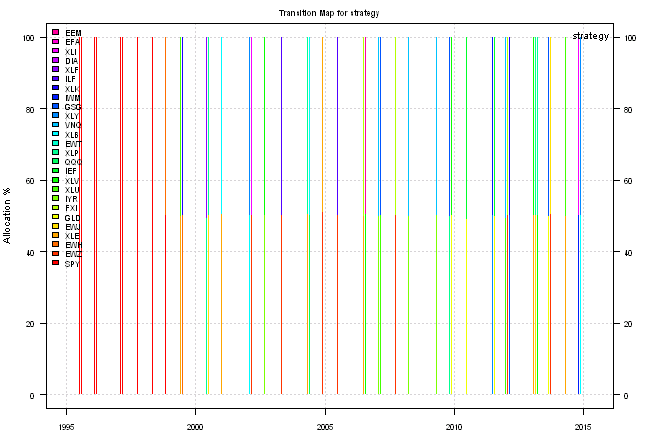 Transition Map for strategy
strategy
Allocation %
100
80
60
40
20
0
EEM
EFA
XLI
DIA
XLF
ILF
XLK
IWM
GSG
XLY
VNQ
XLB
EWT
XLP
QQQ
IEF
XLV
XLU
IYR
FXI
GLD
EWJ
XLE
EWH
EWZ
SPY
100
80
60
40
20
0
1995
2000
2005
2010
2015